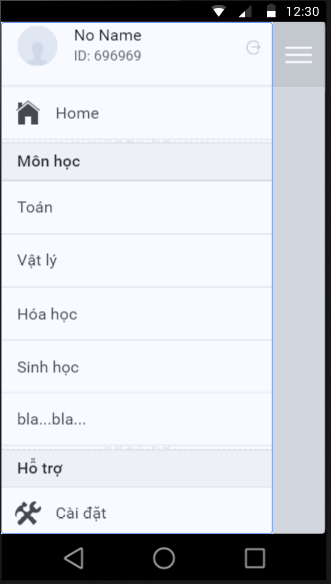 12:30
No Name
ID: 696969
Home
Môn học
Toán
Vật lý
Hóa học
Sinh học
bla...bla...
Hỗ trợ
Cài đặt